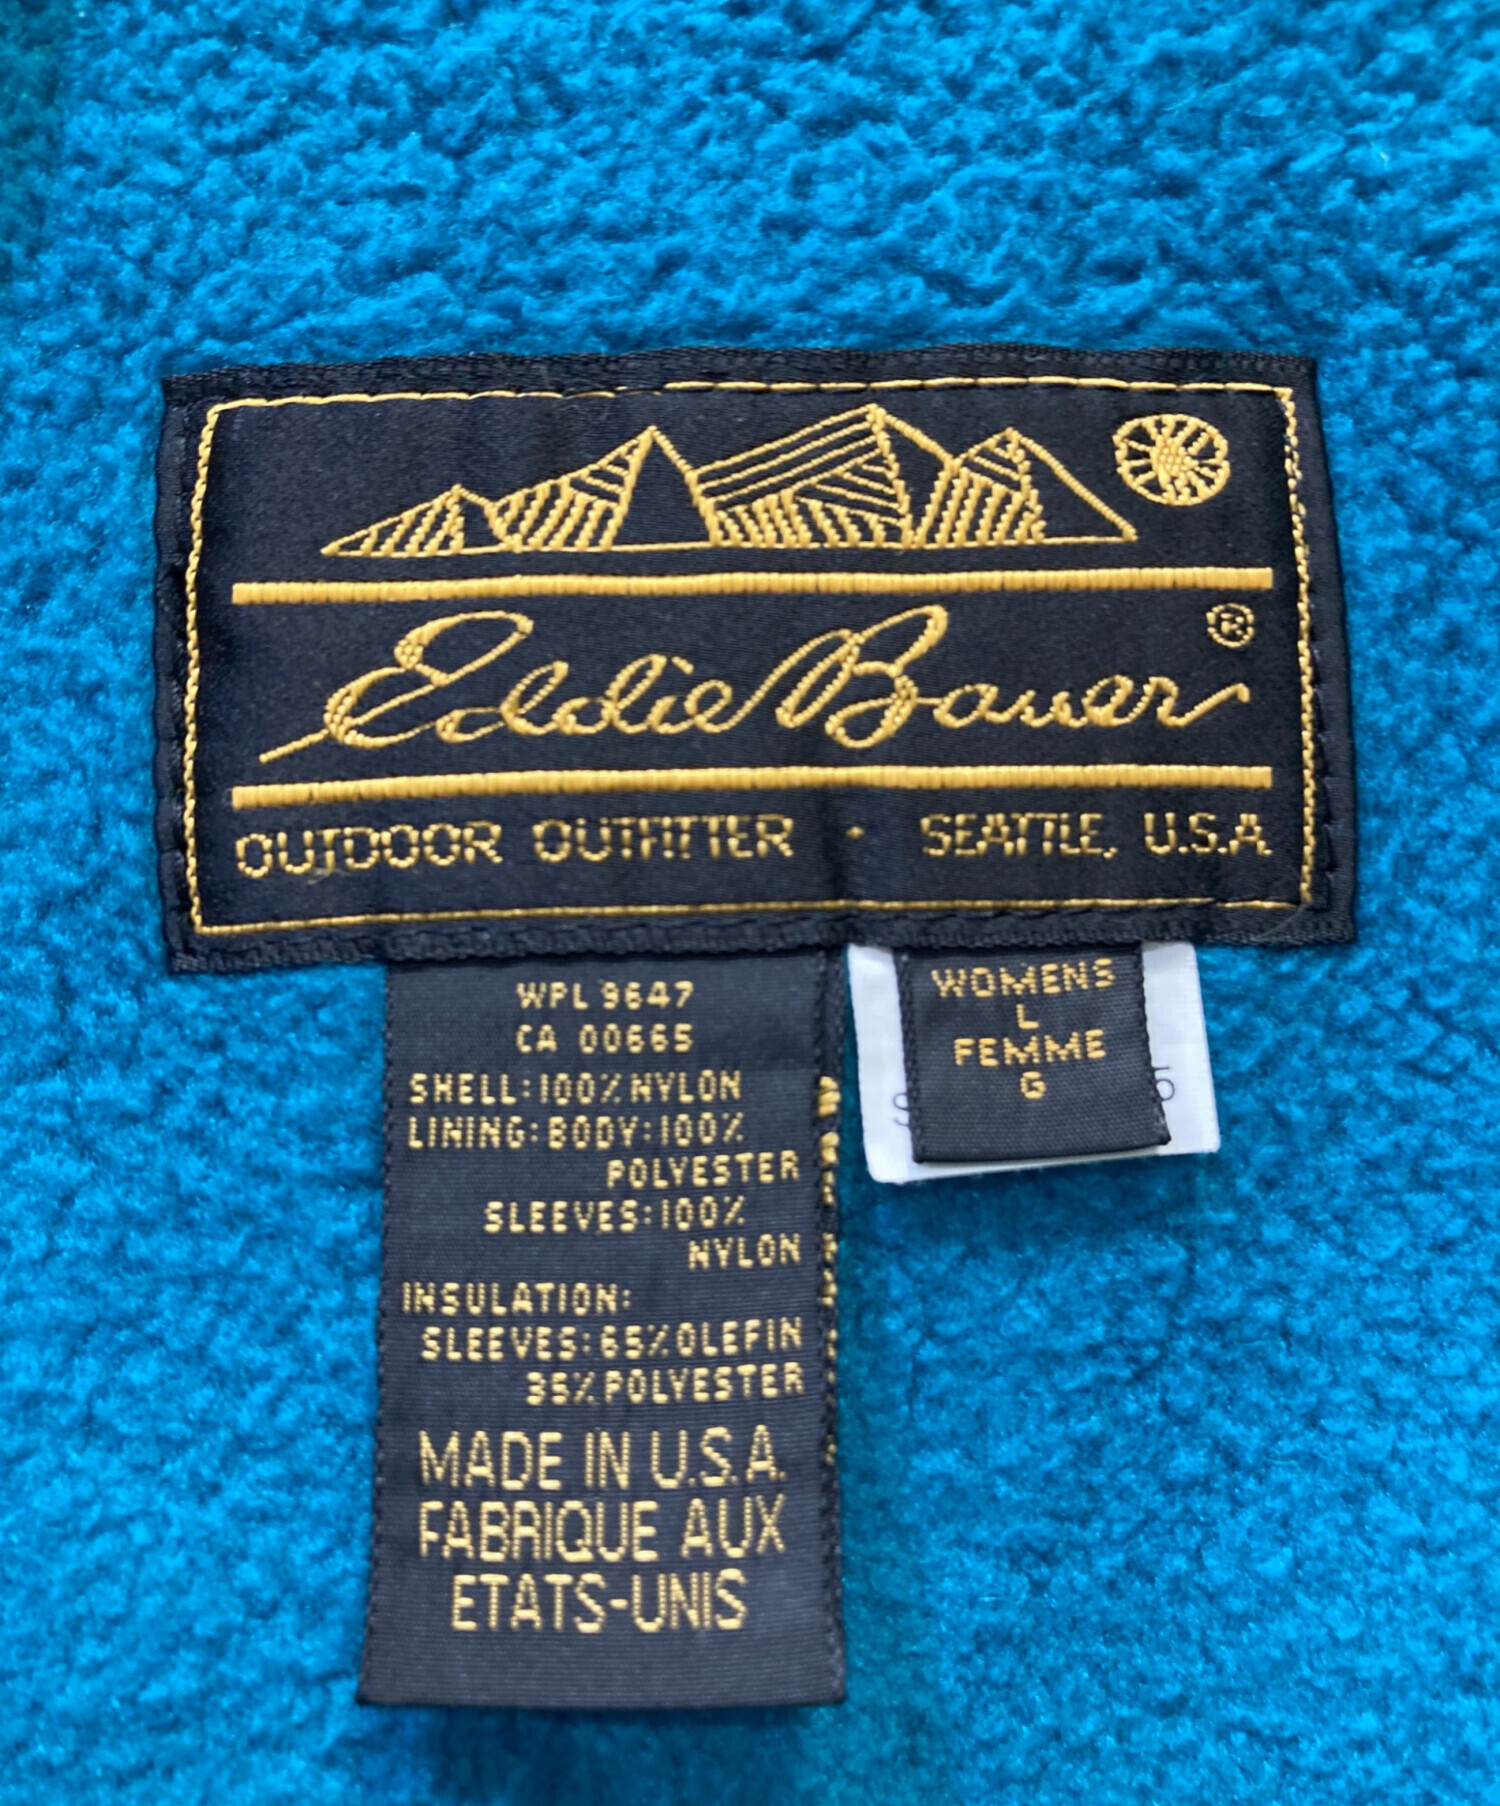 Eddie Bauer ®
OUTDOOR OUTFITTER · SEATTLE, U.S.A.
WPL 9647
CA 00665
SHELL: 100% NYLON
LINING: BODY: 100%
POLYESTER
SLEEVES: 100%
NYLON
INSULATION:
SLEEVES: 65% OLEFIN
35% POLYESTER
MADE IN U.S.A.
FABRIQUE AUX
ETATS-UNIS
WOMENS
L
FEMME
G